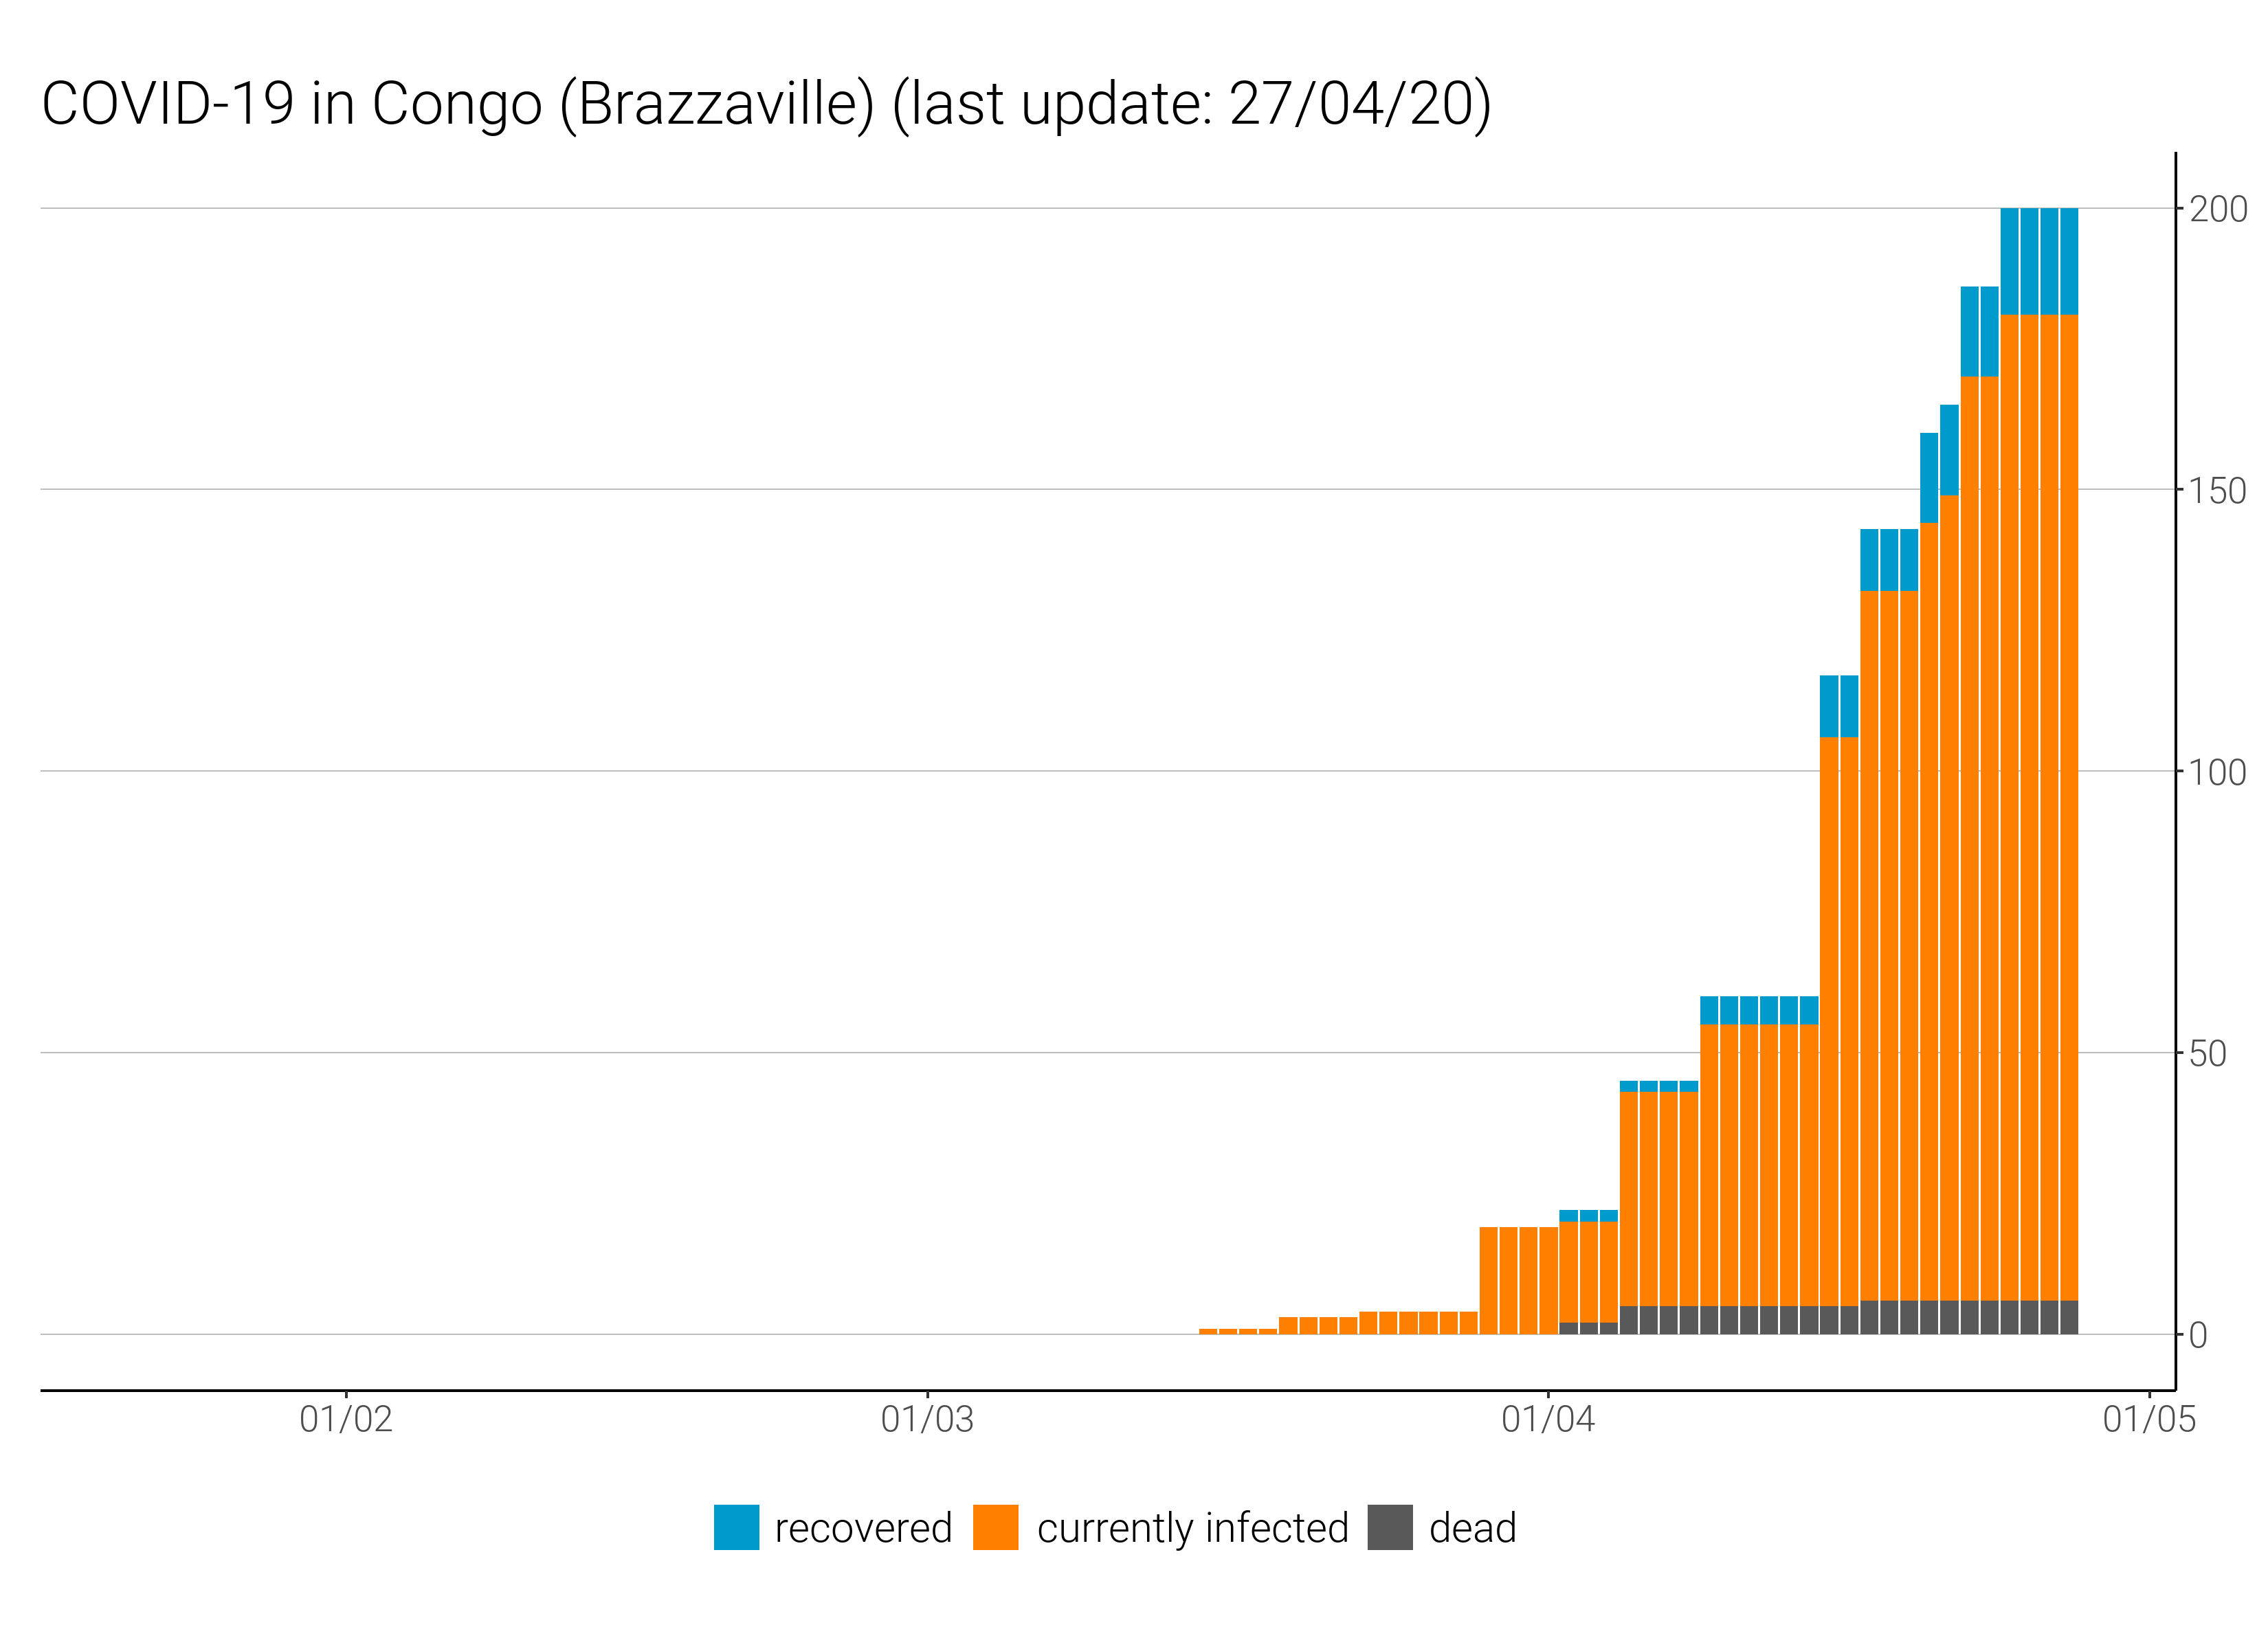 COVID-19 in Congo (Brazzaville) (last update: 27/04/20)
200
150
100
50
0
01/02 01/03 01/04 01/05
recovered currently infected dead